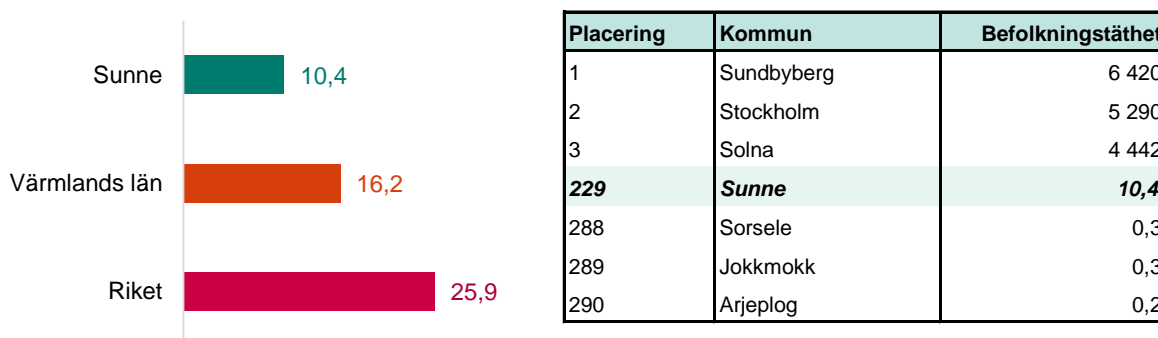 Sunne 10,4
Värmlands län 16,2
Riket 25,9
Placering Kommun Befolkningstäthet
1 Sundbyberg 6 420
2 Stockholm 5 290
3 Solna 4 442
229 Sunne 10,4
288 Sorsele 0,3
289 Jokkmokk 0,3
290 Arjeplog 0,2